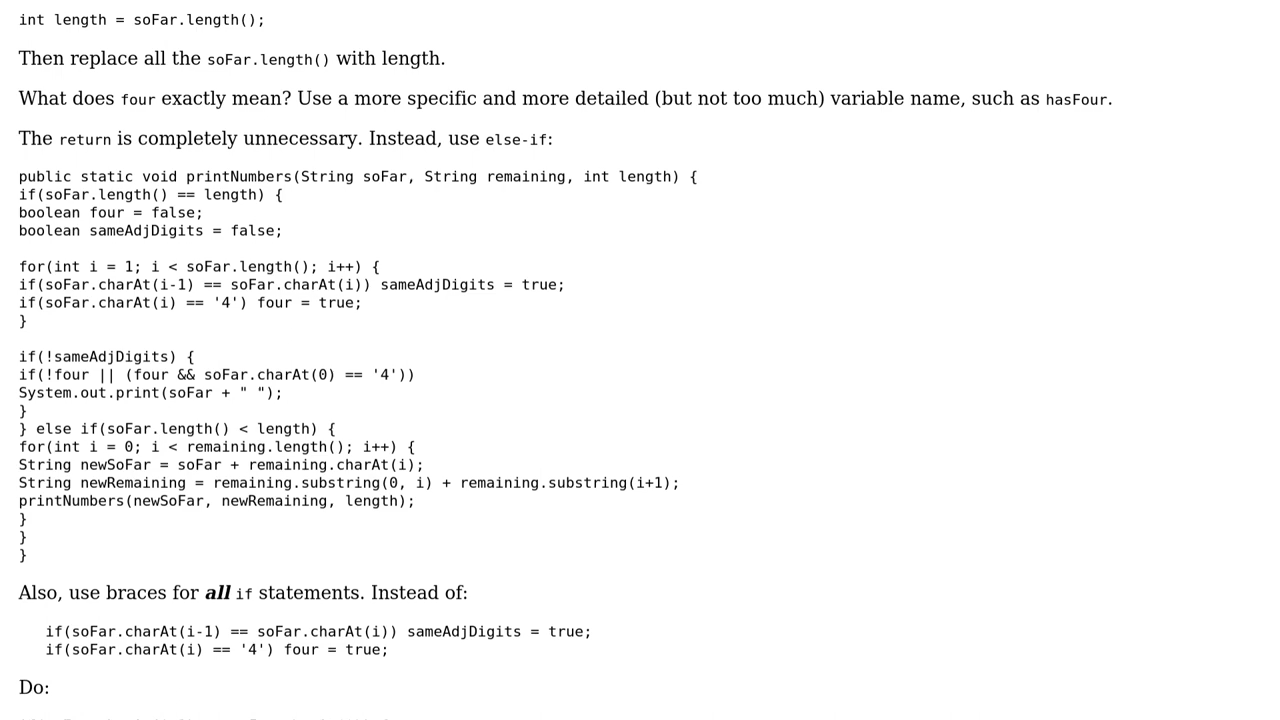 int length = soFar.length();
Then replace all the soFar.length() with length.
What does four exactly mean? Use a more specific and more detailed (but not too much) variable name, such as hasFour.
The return is completely unnecessary. Instead, use else-if:
public static void printNumbers(String soFar, String remaining, int length) {
if(soFar.length() == length) {
boolean four = false;
boolean sameAdjDigits = false;
for(int i = 1; i < soFar.length(); i++) {
if(soFar.charAt(i-1) == soFar.charAt(i)) sameAdjDigits = true;
if(soFar.charAt(i) == '4') four = true;
}
if(!sameAdjDigits) {
if(!four || (four && soFar.charAt(0) == '4'))
System.out.print(soFar + " ");
}
} else if(soFar.length() < length) {
for(int i = 0; i < remaining.length(); i++) {
String newSoFar = soFar + remaining.charAt(i);
String newRemaining = remaining.substring(0, i) + remaining.substring(i+1);
printNumbers(newSoFar, newRemaining, length);
}
}
}
Also, use braces for all if statements. Instead of:
if(soFar.charAt(i-1) == soFar.charAt(i)) sameAdjDigits = true;
if(soFar.charAt(i) == '4') four = true;
Do: